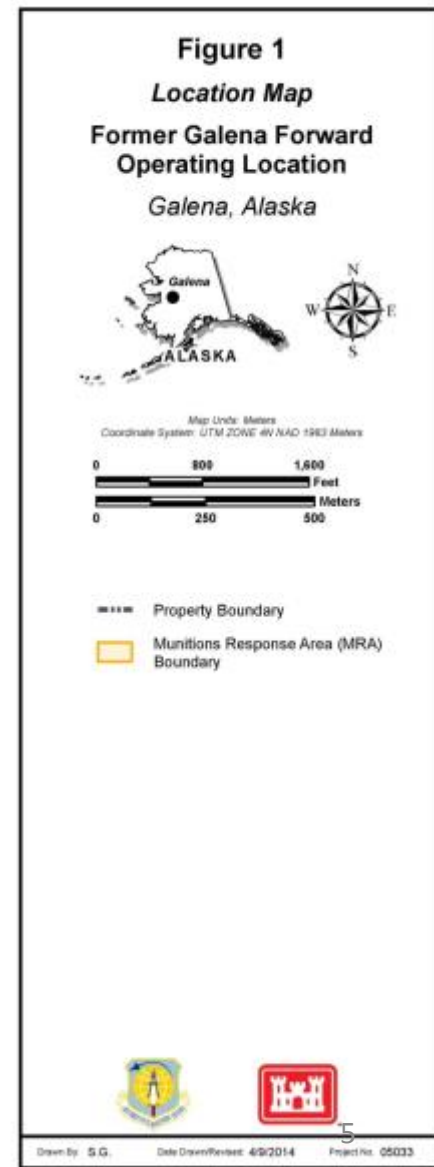 Figure 1
Location Map
Former Galena Forward
Operating Location
Galena, Alaska
Galena
ALASKA
N
W E
S
Map Units: Meters
Coordinate System: UTM ZONE 4N NAD 1983 Meters
0 800 1,600
Feet
Meters
0 250 500
Property Boundary
Munitions Response Area (MRA)
Boundary
5
Drawn By: S.G. Date Drawn/Revised: 4/9/2014 Project No. 05033